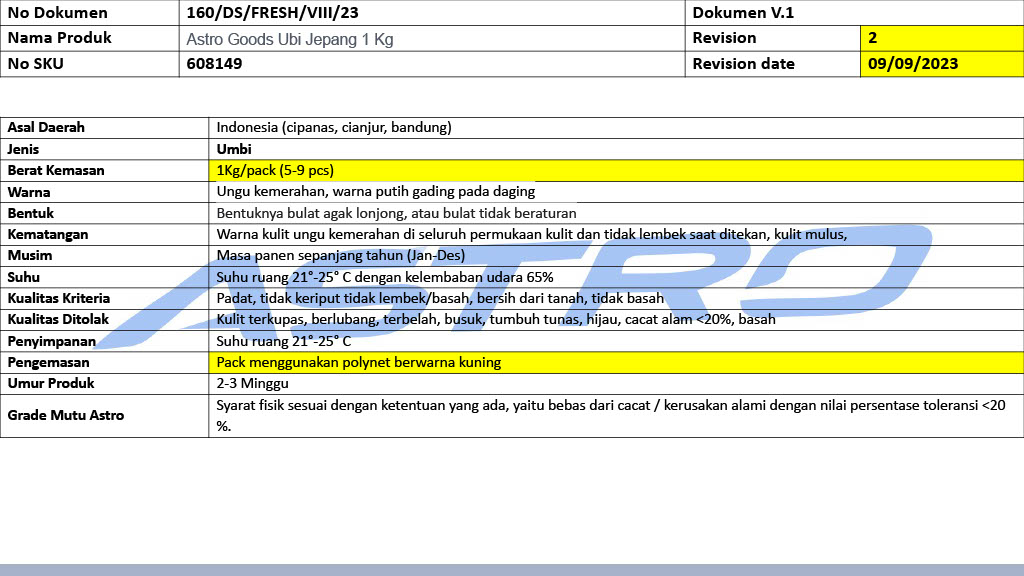 No Dokumen 160/DS/FRESH/VIII/23 Dokumen V.1
Nama Produk Astro Goods Ubi Jepang 1 Kg Revision 2
No SKU 608149 Revision date 09/09/2023
Asal Daerah Indonesia (cipanas, cianjur, bandung)
Jenis Umbi
Berat Kemasan 1Kg/pack (5-9 pcs)
Warna Ungu kemerahan, warna putih gading pada daging
Bentuk Bentuknya bulat agak lonjong, atau bulat tidak beraturan
Kematangan Warna kulit ungu kemerahan di seluruh permukaan kulit dan tidak lembek saat ditekan, kulit mulus,
Musim Masa panen sepanjang tahun (Jan-Des)
Suhu Suhu ruang 21°-25° C dengan kelembaban udara 65%
Kualitas Kriteria Padat, tidak keriput tidak lembek/basah, bersih dari tanah, tidak basah
Kualitas Ditolak Kulit terkupas, berlubang, terbelah, busuk, tumbuh tunas, hijau, cacat alam <20%, basah
Penyimpanan Suhu ruang 21°-25° C
Pengemasan Pack menggunakan polynet berwarna kuning
Umur Produk 2-3 Minggu
Grade Mutu Astro Syarat fisik sesuai dengan ketentuan yang ada, yaitu bebas dari cacat / kerusakan alami dengan nilai persentase toleransi <20
%.
ASTRO